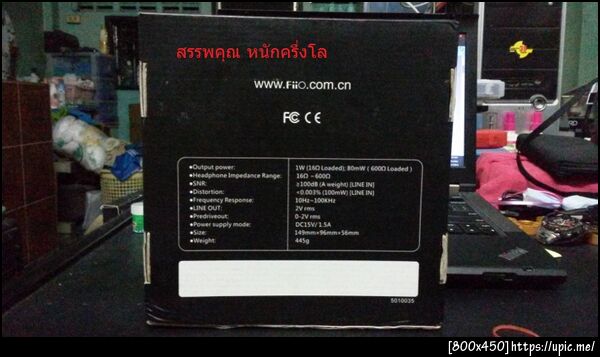 สรรพคุณ หนักครึ่งโล
www.FiiO.com.cn
FC CE
●Output power: 1W (16Ω Loaded); 80mW ( 600Ω Loaded )
●Headphone Impedance Range: 16Ω ~ 600Ω
●SNR: ≥100dB (A weight) [LINE IN]
●Distortion: <0.003% (100mW) [LINE IN]
●Frequency Response: 10Hz~100KHz
●LINE OUT: 2V rms
●Predriveout: 0-2V rms
●Power supply mode: DC15V/ 1.5A
●Size: 149mm×96mm×56mm
●Weight: 445g
5010035
[800x450]https://upic.me/